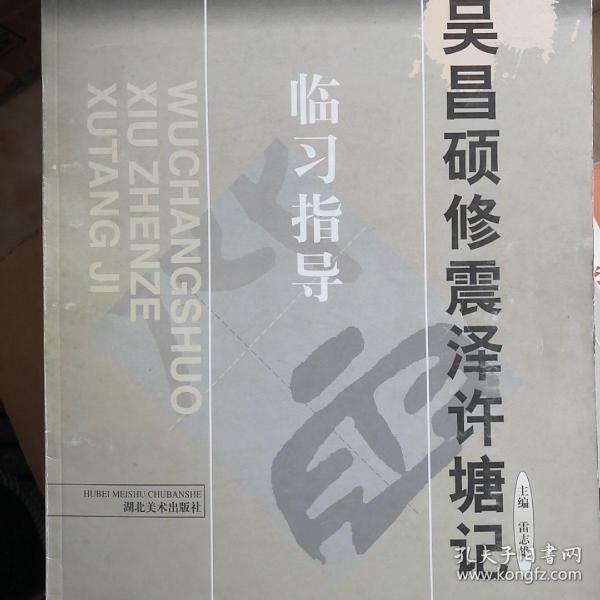 吴昌硕修震泽许塘记
临习指导
WUCHANGSHUO
XIU ZHENZE
XUTANG JI
HUBEI MEISHU CHUBANSHE
湖北美术出版社
主编 雷志雄
孔夫子旧书网
www.kongfz.com